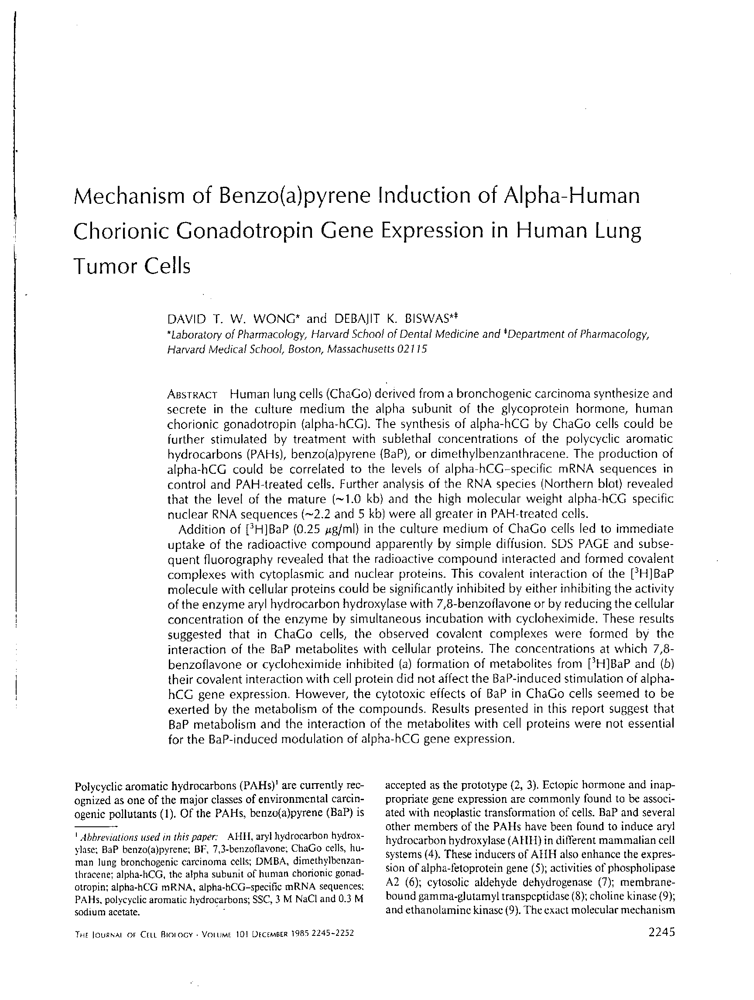 Mechanism of Benzo(a)pyrene Induction of Alpha-Human
Chorionic Gonadotropin Gene Expression in Human Lung
Tumor Cells
DAVID T. W. WONG* and DEBAJIT K. BISWAS*‡
*Laboratory of Pharmacology, Harvard School of Dental Medicine and ‡Department of Pharmacology,
Harvard Medical School, Boston, Massachusetts 02115
ABSTRACT Human lung cells (ChaGo) derived from a bronchogenic carcinoma synthesize and
secrete in the culture medium the alpha subunit of the glycoprotein hormone, human
chorionic gonadotropin (alpha-hCG). The synthesis of alpha-hCG by ChaGo cells could be
further stimulated by treatment with sublethal concentrations of the polycyclic aromatic
hydrocarbons (PAHs), benzo(a)pyrene (BaP), or dimethylbenzanthracene. The production of
alpha-hCG could be correlated to the levels of alpha-hCG–specific mRNA sequences in
control and PAH-treated cells. Further analysis of the RNA species (Northern blot) revealed
that the level of the mature (~1.0 kb) and the high molecular weight alpha-hCG specific
nuclear RNA sequences (~2.2 and 5 kb) were all greater in PAH-treated cells.
Addition of [³H]BaP (0.25 μg/ml) in the culture medium of ChaGo cells led to immediate
uptake of the radioactive compound apparently by simple diffusion. SDS PAGE and subse-
quent fluorography revealed that the radioactive compound interacted and formed covalent
complexes with cytoplasmic and nuclear proteins. This covalent interaction of the [³H]BaP
molecule with cellular proteins could be significantly inhibited by either inhibiting the activity
of the enzyme aryl hydrocarbon hydroxylase with 7,8-benzoflavone or by reducing the cellular
concentration of the enzyme by simultaneous incubation with cycloheximide. These results
suggested that in ChaGo cells, the observed covalent complexes were formed by the
interaction of the BaP metabolites with cellular proteins. The concentrations at which 7,8-
benzoflavone or cycloheximide inhibited (a) formation of metabolites from [³H]BaP and (b)
their covalent interaction with cell protein did not affect the BaP-induced stimulation of alpha-
hCG gene expression. However, the cytotoxic effects of BaP in ChaGo cells seemed to be
exerted by the metabolism of the compounds. Results presented in this report suggest that
BaP metabolism and the interaction of the metabolites with cell proteins were not essential
for the BaP-induced modulation of alpha-hCG gene expression.
Polycyclic aromatic hydrocarbons (PAHs)¹ are currently rec-
ognized as one of the major classes of environmental carcin-
ogenic pollutants (1). Of the PAHs, benzo(a)pyrene (BaP) is
¹ Abbreviations used in this paper: AHH, aryl hydrocarbon hydrox-
ylase; BaP benzo(a)pyrene; BF, 7,3-benzoflavone; ChaGo cells, hu-
man lung bronchogenic carcinoma cells; DMBA, dimethylbenzan-
thracene; alpha-hCG, the alpha subunit of human chorionic gonad-
otropin; alpha-hCG mRNA, alpha-hCG–specific mRNA sequences;
PAHs, polycyclic aromatic hydrocarbons; SSC, 3 M NaCl and 0.3 M
sodium acetate.
accepted as the prototype (2, 3). Ectopic hormone and inap-
propriate gene expression are commonly found to be associ-
ated with neoplastic transformation of cells. BaP and several
other members of the PAHs have been found to induce aryl
hydrocarbon hydroxylase (AHH) in different mammalian cell
systems (4). These inducers of AHH also enhance the expres-
sion of alpha-fetoprotein gene (5); activities of phospholipase
A2 (6); cytosolic aldehyde dehydrogenase (7); membrane-
bound gamma-glutamyl transpeptidase (8); choline kinase (9);
and ethanolamine kinase (9). The exact molecular mechanism
THE JOURNAL OF CELL BIOLOGY · VOLUME 101 DECEMBER 1985 2245–2252
2245